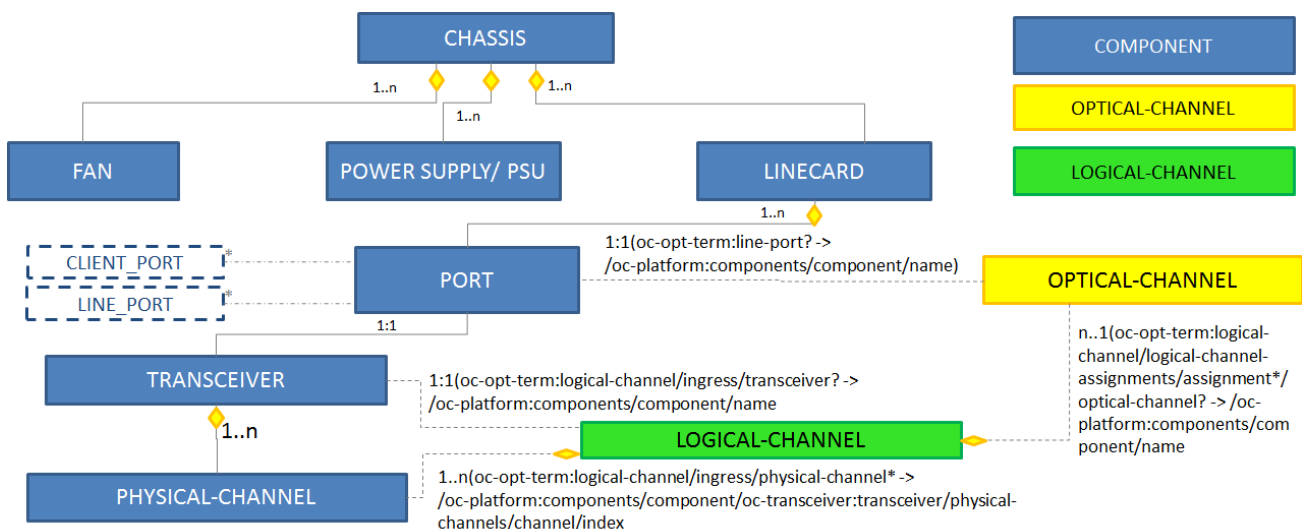 CHASSIS
COMPONENT
1..n
1..n
1..n
OPTICAL-CHANNEL
FAN
POWER SUPPLY/ PSU
LINECARD
LOGICAL-CHANNEL
1..n
1:1(oc-opt-term:line-port? ->
/oc-platform:components/component/name)
CLIENT_PORT
*
LINE_PORT
*
PORT
OPTICAL-CHANNEL
1:1
n..1(oc-opt-term:logical-
channel/logical-channel-
assignments/assignment*/
optical-channel? -> /oc-
platform:components/com
ponent/name
TRANSCEIVER
1:1(oc-opt-term:logical-channel/ingress/transceiver? ->
/oc-platform:components/component/name
1..n
LOGICAL-CHANNEL
PHYSICAL-CHANNEL
1..n(oc-opt-term:logical-channel/ingress/physical-channel* ->
/oc-platform:components/component/oc-transceiver:transceiver/physical-
channels/channel/index